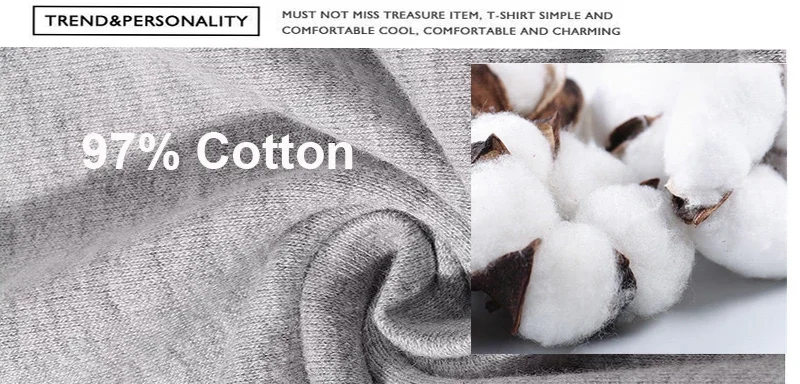 TREND&PERSONALITY
MUST NOT MISS TREASURE ITEM, T-SHIRT SIMPLE AND
COMFORTABLE COOL, COMFORTABLE AND CHARMING
97% Cotton